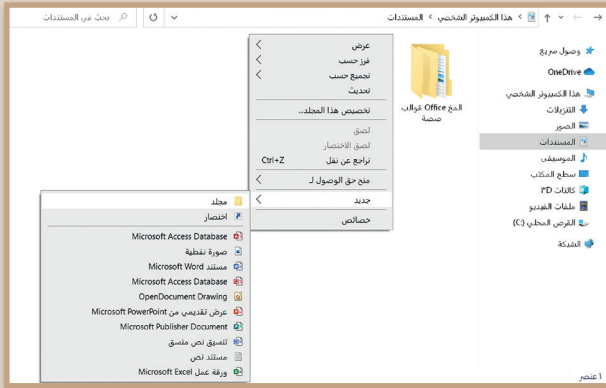 هذا الكمبيوتر الشخصي > المستندات
بحث في المستندات
وصول سريع
OneDrive
هذا الكمبيوتر الشخصي
التنزيلات
الصور
المستندات
الموسيقى
سطح المكتب
كائنات ٣D
ملفات الفيديو
القرص المحلي (C:)
الشبكة
قوالب Office المخ
صصة
عرض
فرز حسب
تجميع حسب
تحديث
تخصيص هذا المجلد...
لصق
لصق الاختصار
تراجع عن نقل Ctrl+Z
منح حق الوصول لـ
جديد
خصائص
مجلد
اختصار
Microsoft Access Database
صورة نقطية
مستند Microsoft Word
Microsoft Access Database
OpenDocument Drawing
عرض تقديمي من Microsoft PowerPoint
Microsoft Publisher Document
تنسيق نص منسق
مستند نص
ورقة عمل Microsoft Excel
١ عنصر